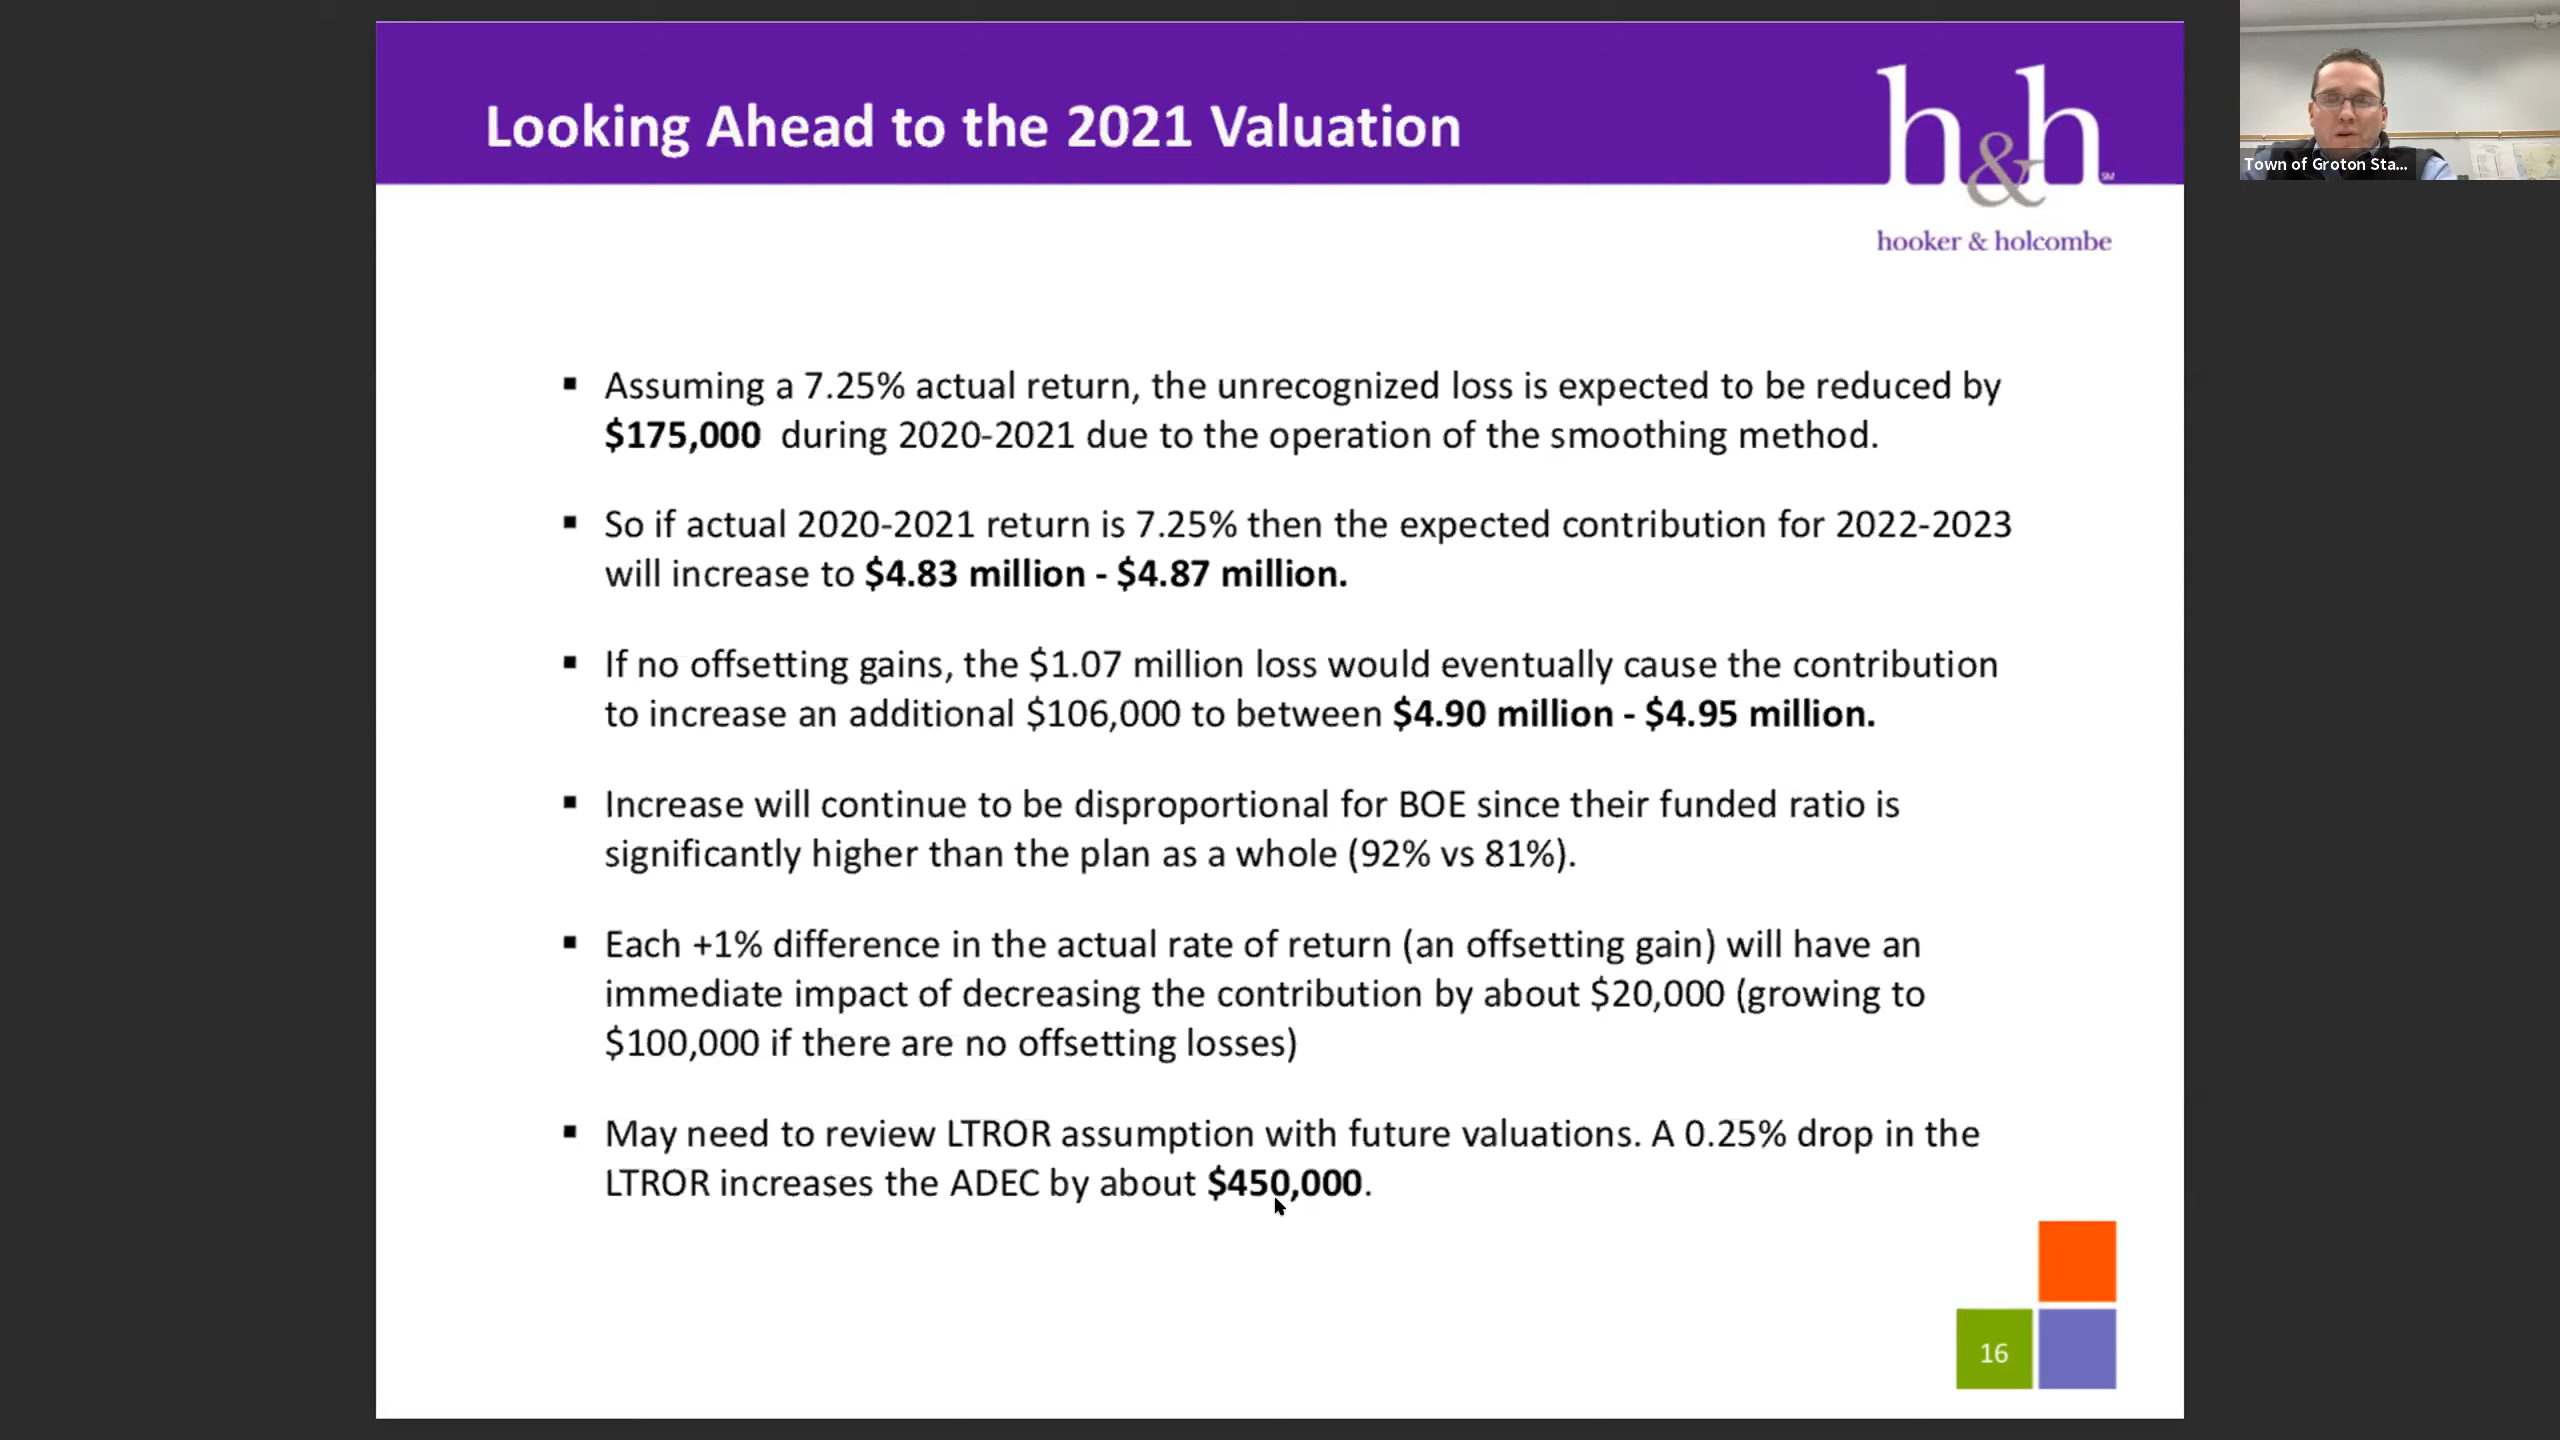 Looking Ahead to the 2021 Valuation
h&h
SM
hooker & holcombe
Town of Groton Sta...
▪ Assuming a 7.25% actual return, the unrecognized loss is expected to be reduced by
$175,000 during 2020-2021 due to the operation of the smoothing method.
▪ So if actual 2020-2021 return is 7.25% then the expected contribution for 2022-2023
will increase to $4.83 million - $4.87 million.
▪ If no offsetting gains, the $1.07 million loss would eventually cause the contribution
to increase an additional $106,000 to between $4.90 million - $4.95 million.
▪ Increase will continue to be disproportional for BOE since their funded ratio is
significantly higher than the plan as a whole (92% vs 81%).
▪ Each +1% difference in the actual rate of return (an offsetting gain) will have an
immediate impact of decreasing the contribution by about $20,000 (growing to
$100,000 if there are no offsetting losses)
▪ May need to review LTROR assumption with future valuations. A 0.25% drop in the
LTROR increases the ADEC by about $450,000.
16